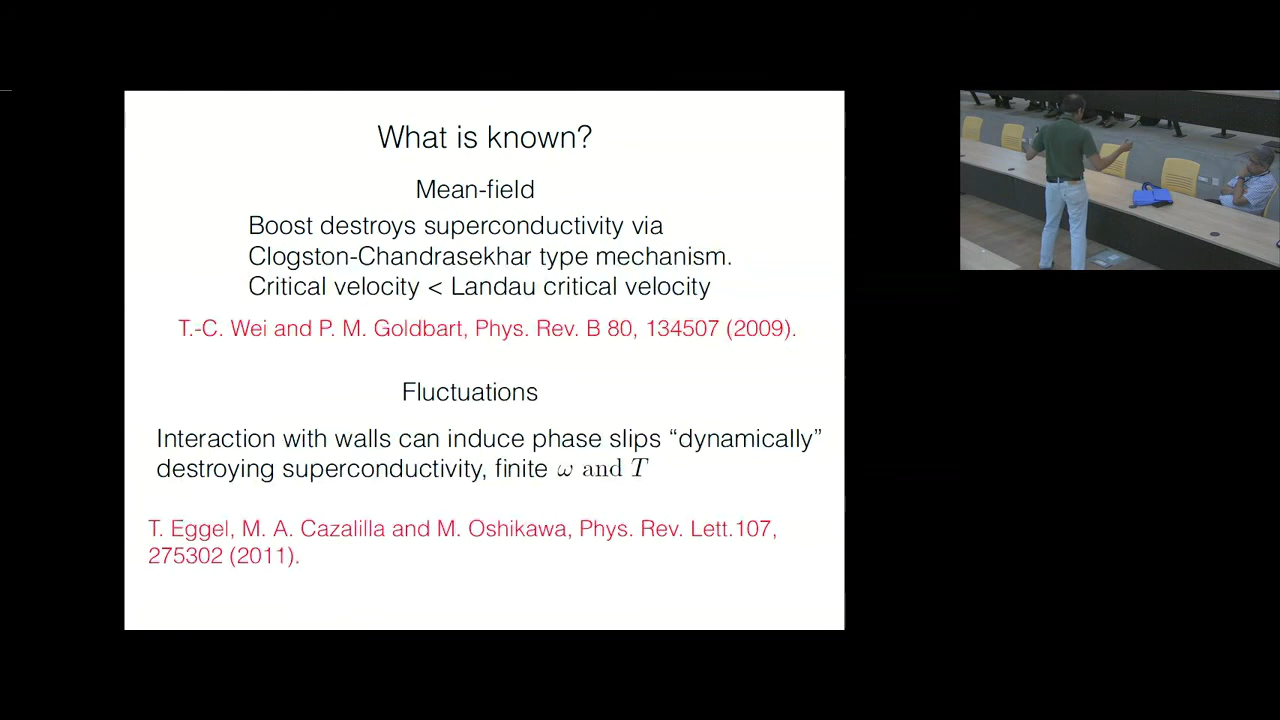 What is known?
Mean-field
Boost destroys superconductivity via
Clogston-Chandrasekhar type mechanism.
Critical velocity < Landau critical velocity
T.-C. Wei and P. M. Goldbart, Phys. Rev. B 80, 134507 (2009).
Fluctuations
Interaction with walls can induce phase slips “dynamically”
destroying superconductivity, finite ω and T
T. Eggel, M. A. Cazalilla and M. Oshikawa, Phys. Rev. Lett.107,
275302 (2011).